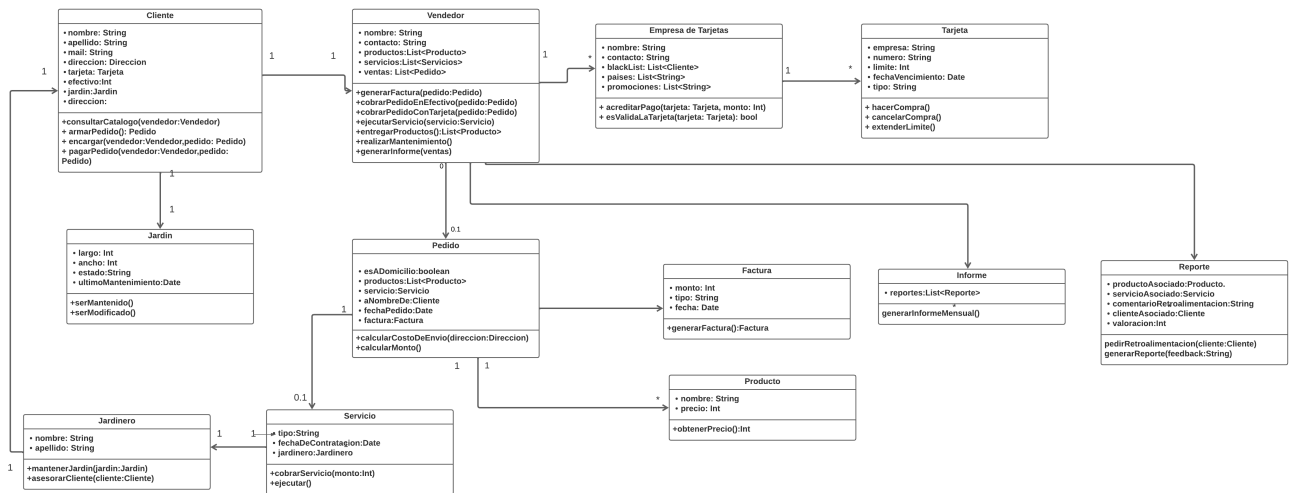 Cliente
• nombre: String
• apellido: String
• mail: String
• direccion: Direccion
• tarjeta: Tarjeta
• efectivo:Int
• jardin:Jardin
• direccion:
+consultarCatalogo(vendedor:Vendedor)
+ armarPedido(): Pedido
+ encargar(vendedor:Vendedor,pedido: Pedido)
+ pagarPedido(vendedor:Vendedor,pedido:
Pedido)
1
1
1
1
1
Vendedor
• nombre: String
• contacto: String
• productos:List<Producto>
• servicios:List<Servicios>
• ventas: List<Pedido>
+generarFactura(pedido:Pedido)
+cobrarPedidoEnEfectivo(pedido:Pedido)
+cobrarPedidoConTarjeta(pedido:Pedido)
+ejecutarServicio(servicio:Servicio)
+entregarProductos():List<Producto>
+realizarMantenimiento()
+generarInforme(ventas)
1
*
0
0.1
Empresa de Tarjetas
• nombre: String
• contacto: String
• blackList: List<Cliente>
• paises: List<String>
• promociones: List<String>
+ acreditarPago(tarjeta: Tarjeta, monto: Int)
+ esValidaLaTarjeta(tarjeta: Tarjeta): bool
1
*
Tarjeta
• empresa: String
• numero: String
• limite: Int
• fechaVencimiento: Date
• tipo: String
+ hacerCompra()
+ cancelarCompra()
+ extenderLimite()
Jardin
• largo: Int
• ancho: Int
• estado:String
• ultimoMantenimiento:Date
+serMantenido()
+serModificado()
Pedido
• esADomicilio:boolean
• productos:List<Producto>
• servicio:Servicio
• aNombreDe:Cliente
• fechaPedido:Date
• factura:Factura
+calcularCostoDeEnvio(direccion:Direccion)
+calcularMonto()
1
0.1
1
1
*
Factura
• monto: Int
• tipo: String
• fecha: Date
+generarFactura():Factura
Informe
• reportes:List<Reporte>
*
generarInformeMensual()
Reporte
• productoAsociado:Producto.
• servicioAsociado:Servicio
• comentarioRetroalimentacion:String
• clienteAsociado:Cliente
• valoracion:Int
pedirRetroalimentacion(cliente:Cliente)
generarReporte(feedback:String)
Producto
• nombre: String
• precio: Int
+obtenerPrecio():Int
Jardinero
• nombre: String
• apellido: String
+mantenerJardin(jardin:Jardin)
+asesorarCliente(cliente:Cliente)
1
1
1
Servicio
• tipo:String
• fechaDeContratagion:Date
• jardinero:Jardinero
+cobrarServicio(monto:Int)
+ejecutar()